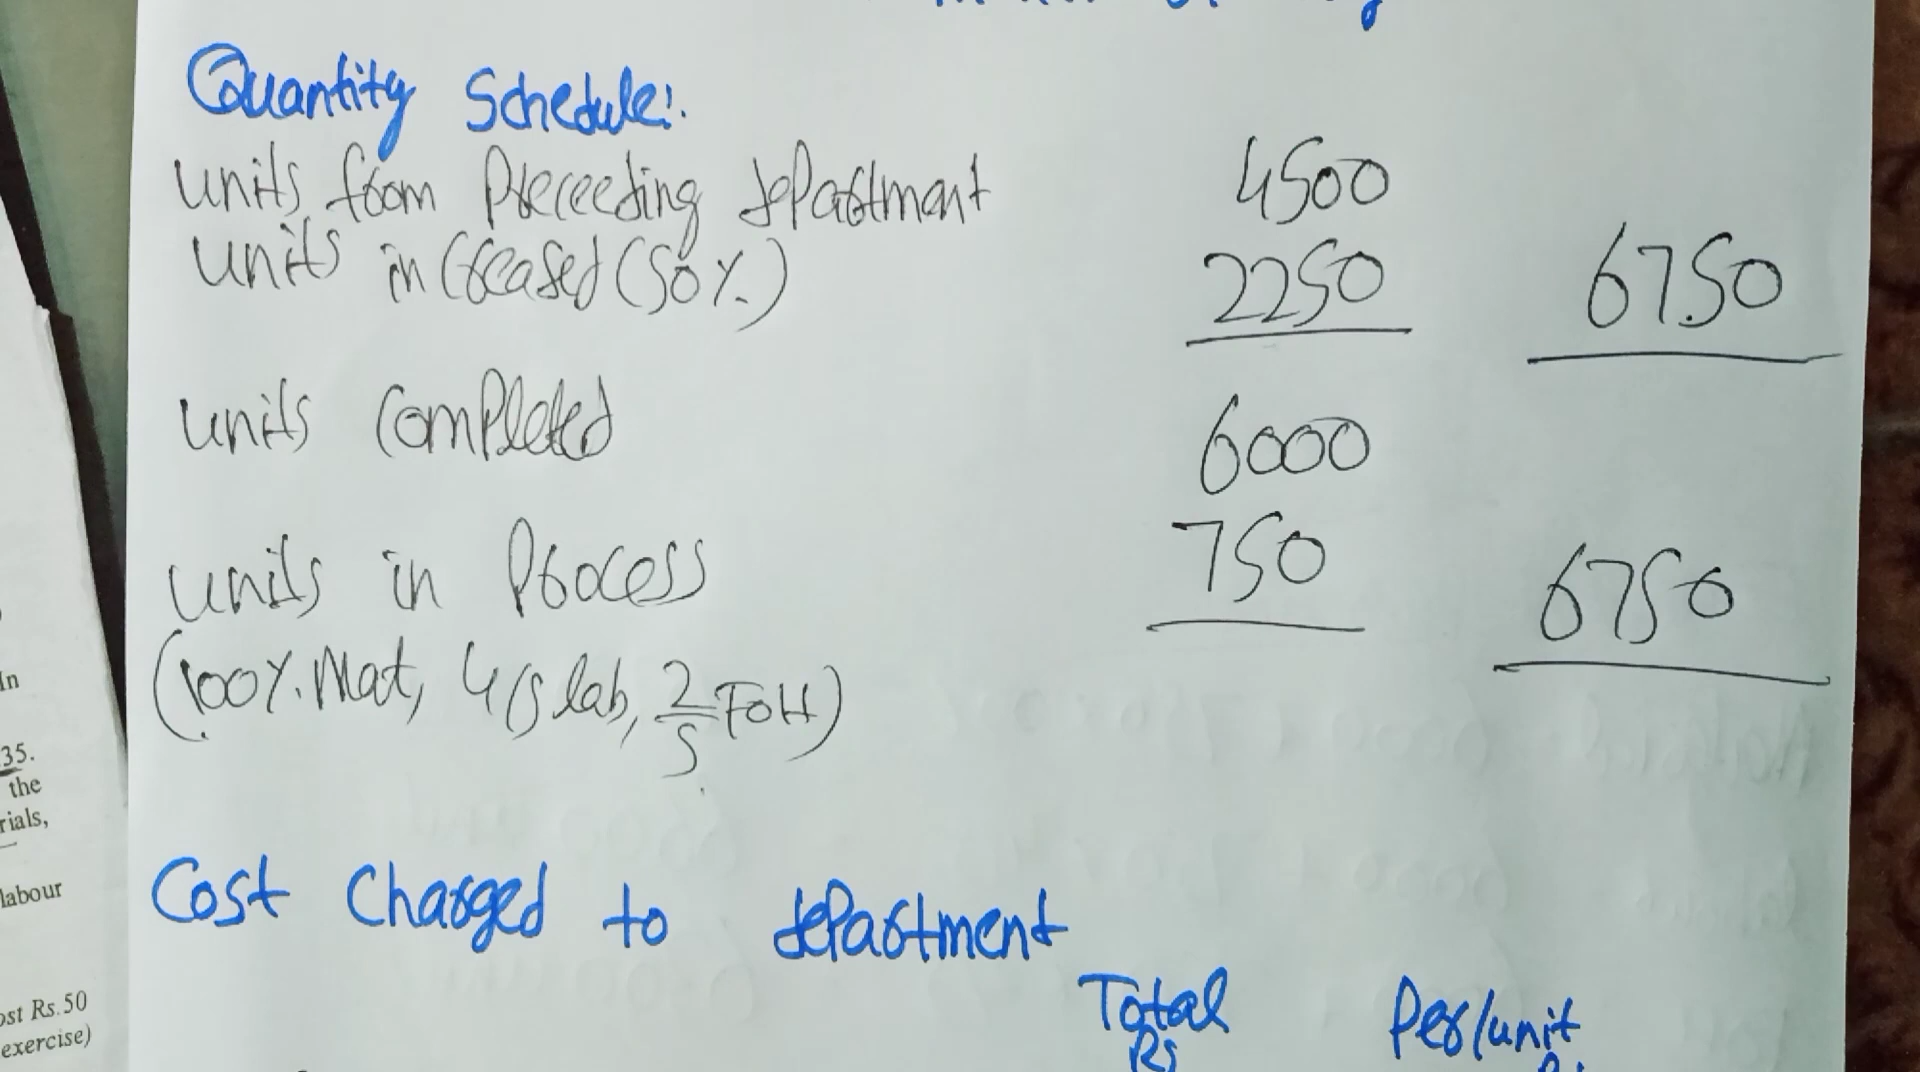 Quantity Schedule:
units from Preceeding department 4500
units increased (50%) 2250 6750
units Completed 6000
units in Process 750 6750
(100% Mat, 4/5 lab, 2/5 FOH)
Cost Charged to department
Total Per/unit
Rs
In
35.
the
rials,
labour
ost Rs.50
exercise)